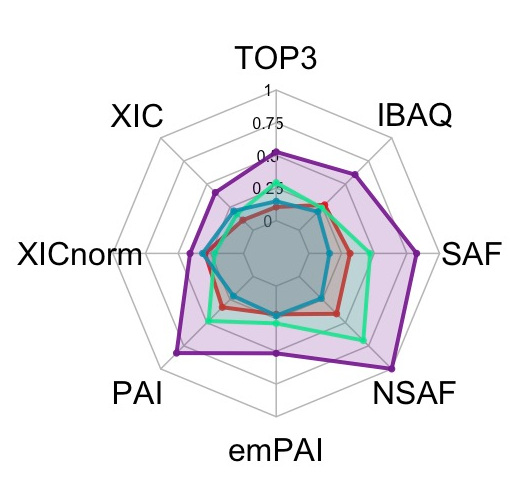 TOP3
XIC
IBAQ
1
0.75
0.5
0.25
0
XICnorm
SAF
PAI
NSAF
emPAI